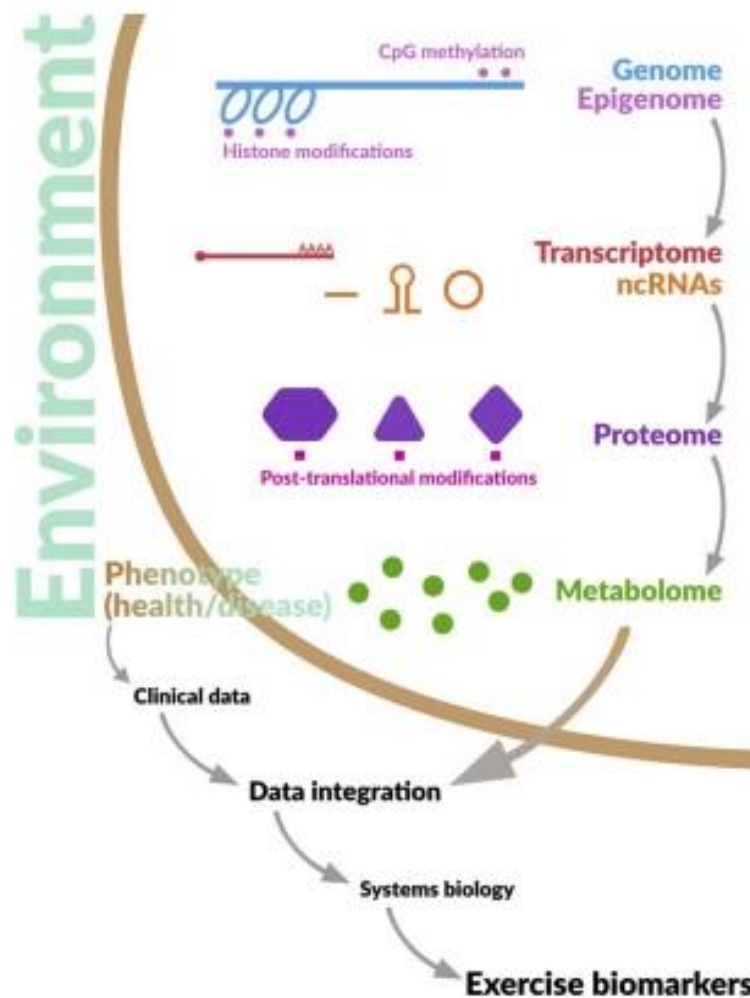 Environment
CpG methylation
Genome
Epigenome
Histone modifications
AAAA
Transcriptome
ncRNAs
Proteome
Post-translational modifications
Phenotype
(health/disease)
Metabolome
Clinical data
Data integration
Systems biology
Exercise biomarkers